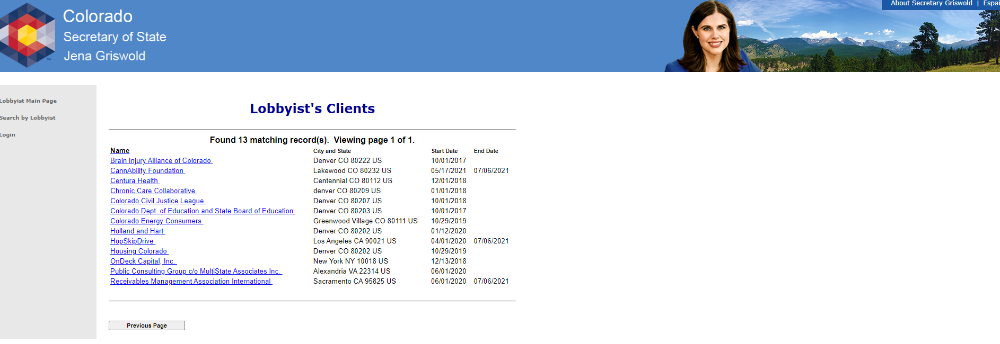 About Secretary Griswold | Espa
Colorado
Secretary of State
Jena Griswold
™
Lobbyist Main Page
Search by Lobbyist
Login
Lobbyist's Clients
Found 13 matching record(s). Viewing page 1 of 1.
Name City and State Start Date End Date
Brain Injury Alliance of Colorado Denver CO 80222 US 10/01/2017
CannAbility Foundation Lakewood CO 80232 US 05/17/2021 07/06/2021
Centura Health Centennial CO 80112 US 12/01/2018
Chronic Care Collaborative denver CO 80209 US 01/01/2018
Colorado Civil Justice League Denver CO 80207 US 10/01/2018
Colorado Dept. of Education and State Board of Education Denver CO 80203 US 10/01/2017
Colorado Energy Consumers Greenwood Village CO 80111 US 10/29/2019
Holland and Hart Denver CO 80202 US 01/12/2020
HopSkipDrive Los Angeles CA 90021 US 04/01/2020 07/06/2021
Housing Colorado Denver CO 80202 US 10/29/2019
OnDeck Capital, Inc. New York NY 10018 US 12/13/2018
Public Consulting Group c/o MultiState Associates Inc. Alexandria VA 22314 US 06/01/2020
Receivables Management Association International Sacramento CA 95825 US 06/01/2020 07/06/2021
Previous Page